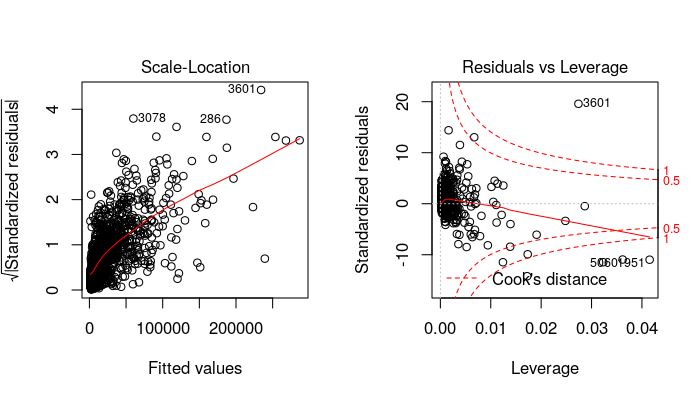 Scale-Location
√|Standardized residuals|
3601
3078
286
0 1 2 3 4
0 100000 200000
Fitted values
Residuals vs Leverage
Standardized residuals
3601
1
0.5
0.5
1
1951
Cook's distance
-10 0 10 20
0.00 0.01 0.02 0.03 0.04
Leverage